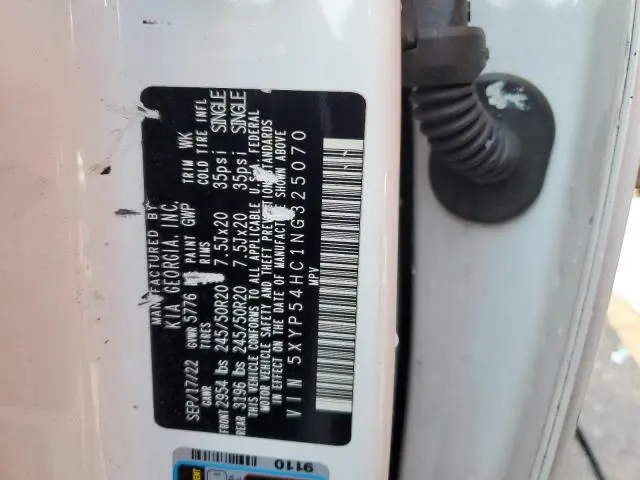 MANUFACTURED BY
KIA GEORGIA, INC.
SEP/17/22 GVWR 5776 PAINT GWP TRIM WK
GAWR TIRES RIMS COLD TIRE INFL
FRONT 2954 lbs 245/50R20 7.5Jx20 35psi SINGLE
REAR 3196 lbs 245/50R20 7.5Jx20 35psi SINGLE
THIS VEHICLE CONFORMS TO ALL APPLICABLE U.S.A. FEDERAL
MOTOR VEHICLE SAFETY AND THEFT PREVENTION STANDARDS
IN EFFECT ON THE DATE OF MANUFACTURE SHOWN ABOVE
VIN 5XYP54HC1NG325070
MPV
9110